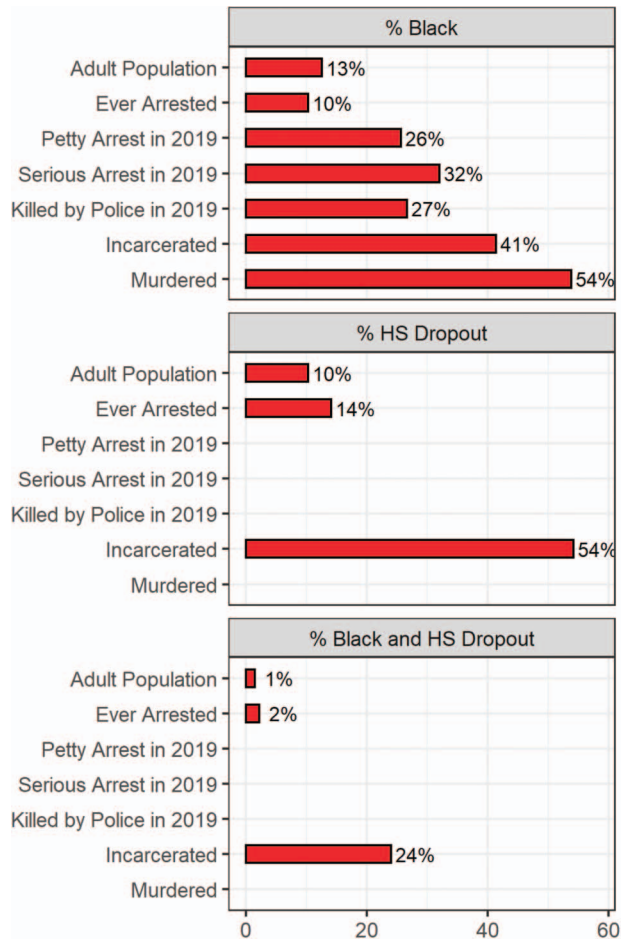 % Black
Adult Population 13%
Ever Arrested 10%
Petty Arrest in 2019 26%
Serious Arrest in 2019 32%
Killed by Police in 2019 27%
Incarcerated 41%
Murdered 54%
% HS Dropout
Adult Population 10%
Ever Arrested 14%
Petty Arrest in 2019
Serious Arrest in 2019
Killed by Police in 2019
Incarcerated 54%
Murdered
% Black and HS Dropout
Adult Population 1%
Ever Arrested 2%
Petty Arrest in 2019
Serious Arrest in 2019
Killed by Police in 2019
Incarcerated 24%
Murdered
0 20 40 60